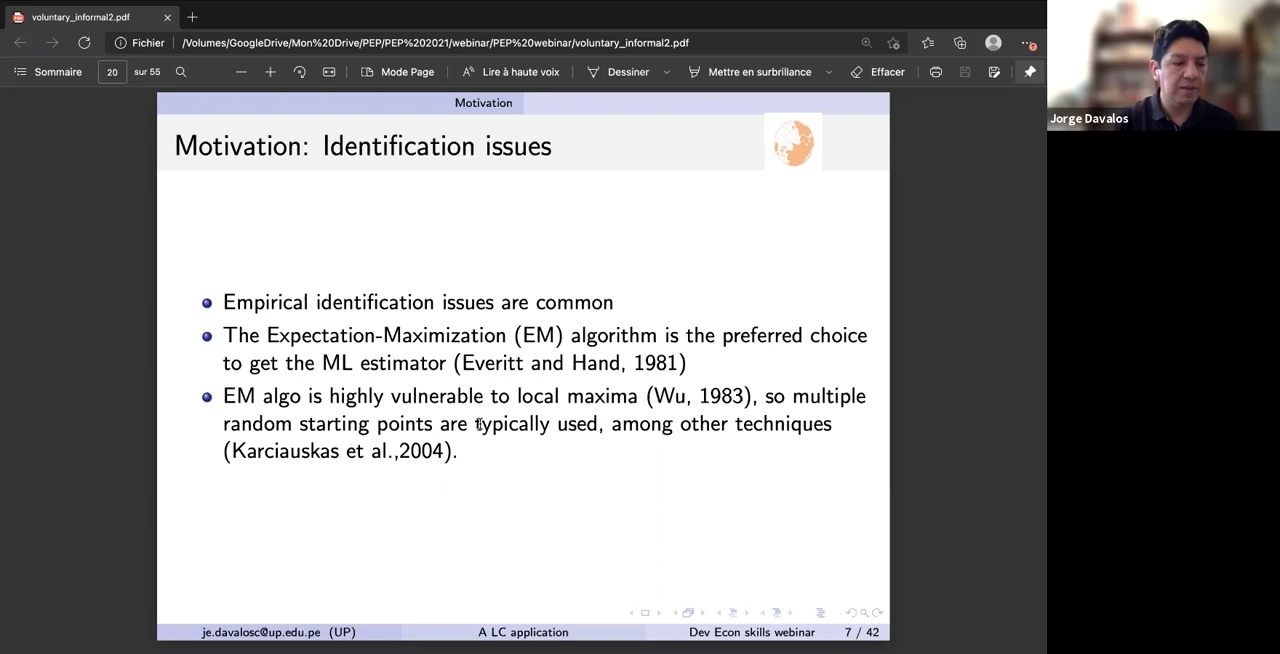 voluntary_informal2.pdf
Fichier
/Volumes/GoogleDrive/Mon%20Drive/PEP/PEP%202021/webinar/PEP%20webinar/voluntary_informal2.pdf
Sommaire 20 sur 55 Mode Page Lire à haute voix Dessiner Mettre en surbrillance Effacer
Jorge Davalos
Motivation
Motivation: Identification issues
Empirical identification issues are common
The Expectation-Maximization (EM) algorithm is the preferred choice
to get the ML estimator (Everitt and Hand, 1981)
EM algo is highly vulnerable to local maxima (Wu, 1983), so multiple
random starting points are typically used, among other techniques
(Karciauskas et al.,2004).
je.davalosc@up.edu.pe (UP) A LC application Dev Econ skills webinar 7 / 42